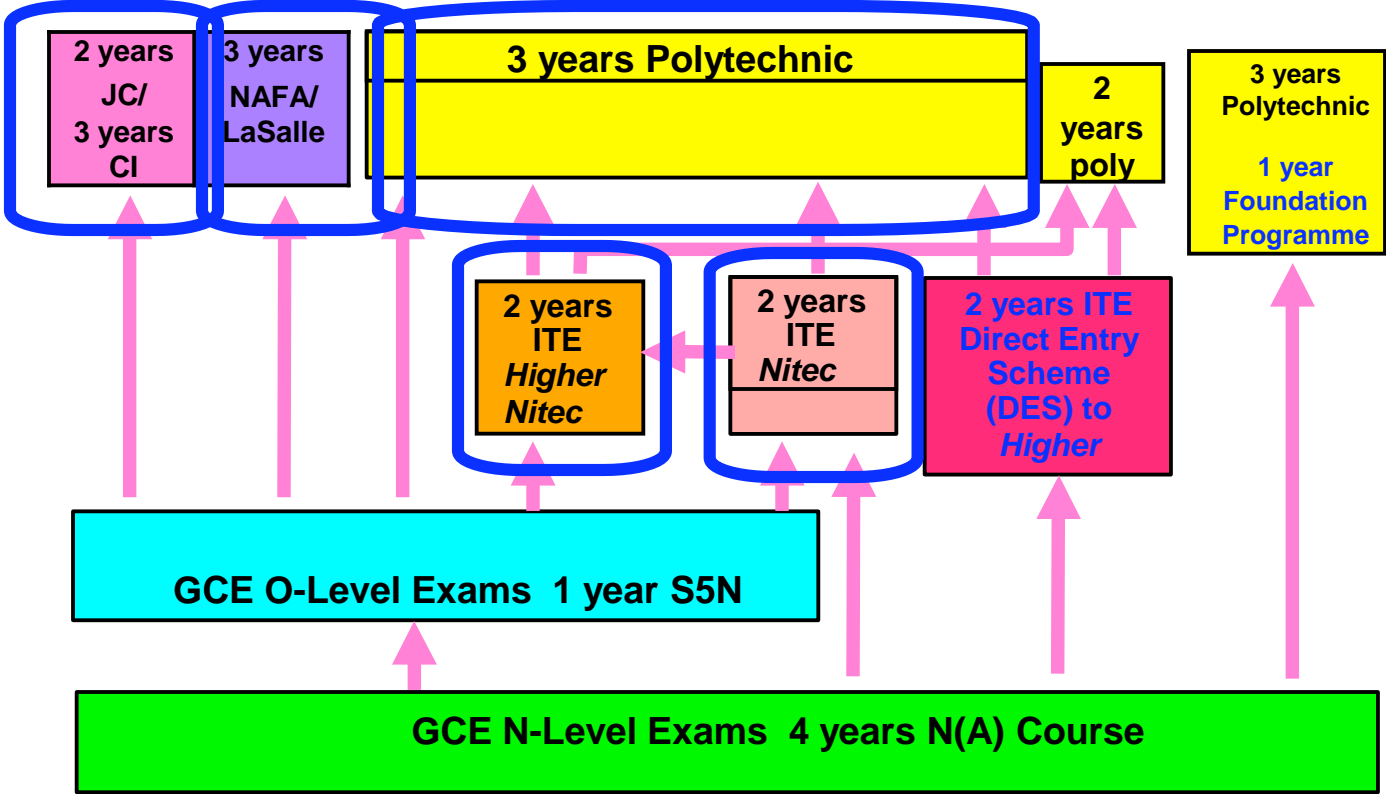 2 years
JC/
3 years
CI
3 years
NAFA/
LaSalle
3 years Polytechnic
2
years
poly
3 years
Polytechnic
1 year
Foundation
Programme
2 years
ITE
Higher
Nitec
2 years
ITE
Nitec
2 years ITE
Direct Entry
Scheme
(DES) to
Higher
GCE O-Level Exams 1 year S5N
GCE N-Level Exams 4 years N(A) Course